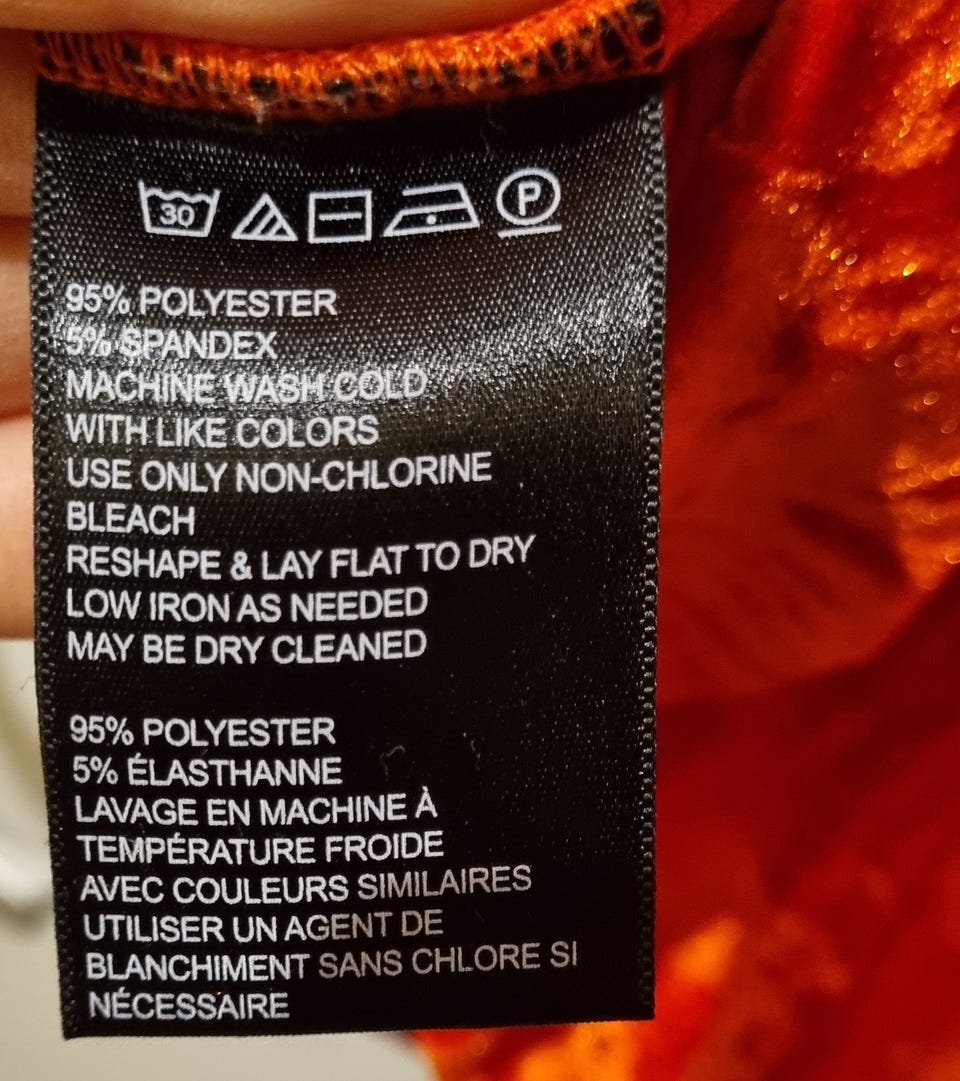 30 P
95% POLYESTER
5% SPANDEX
MACHINE WASH COLD
WITH LIKE COLORS
USE ONLY NON-CHLORINE
BLEACH
RESHAPE & LAY FLAT TO DRY
LOW IRON AS NEEDED
MAY BE DRY CLEANED
95% POLYESTER
5% ÉLASTHANNE
LAVAGE EN MACHINE À
TEMPÉRATURE FROIDE
AVEC COULEURS SIMILAIRES
UTILISER UN AGENT DE
BLANCHIMENT SANS CHLORE SI
NÉCESSAIRE